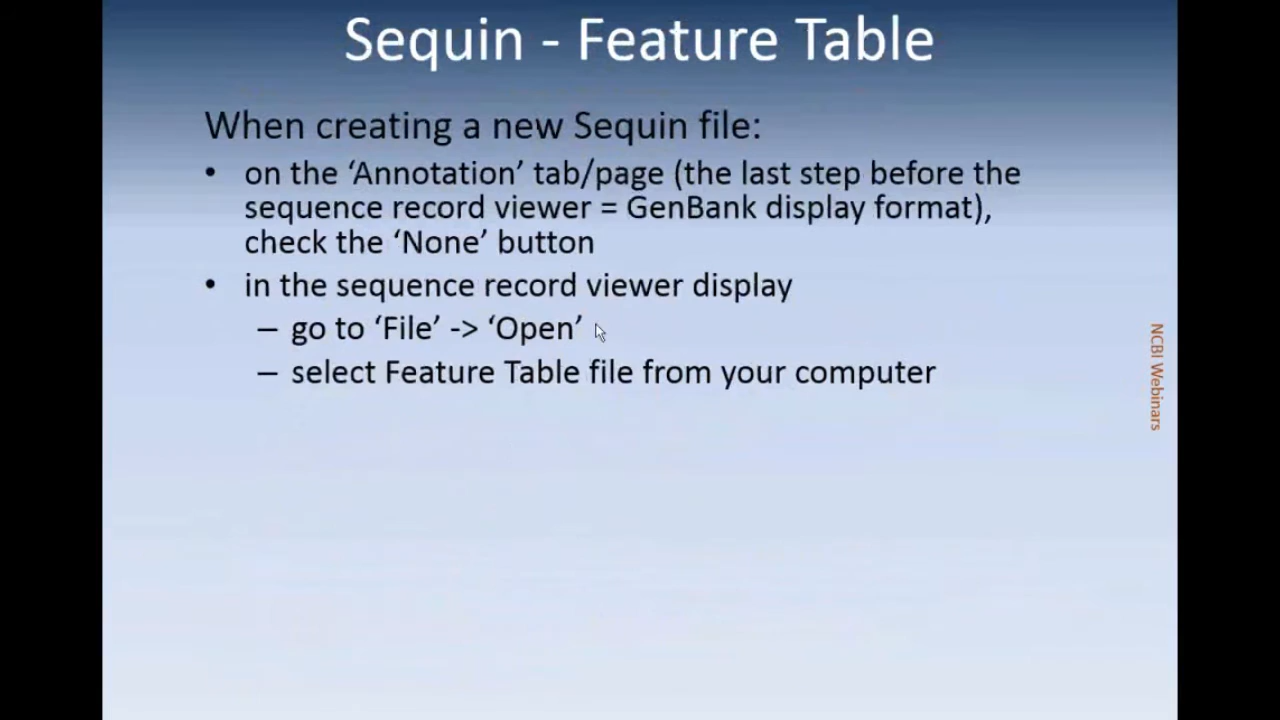 Sequin - Feature Table
When creating a new Sequin file:
• on the ‘Annotation’ tab/page (the last step before the
sequence record viewer = GenBank display format),
check the ‘None’ button
• in the sequence record viewer display
– go to ‘File’ -> ‘Open’
– select Feature Table file from your computer
NCBI Webinars